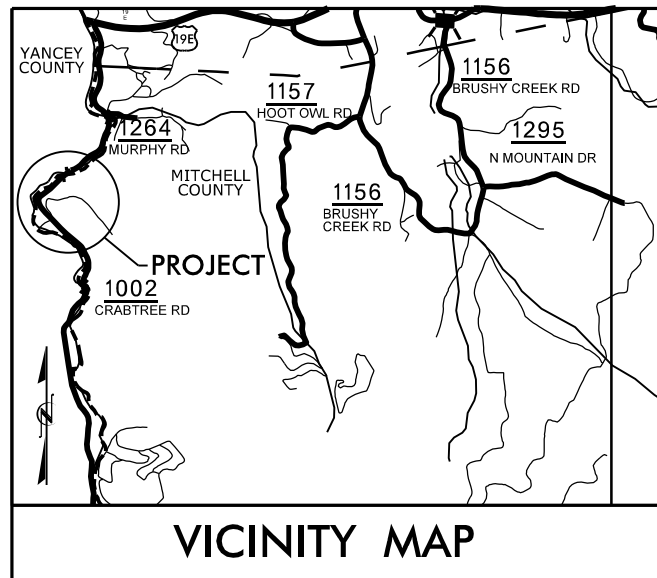 19E
YANCEY
COUNTY
1157
HOOT OWL RD
1156
BRUSHY CREEK RD
1264
MURPHY RD
1295
N MOUNTAIN DR
MITCHELL
COUNTY
1156
BRUSHY
CREEK RD
PROJECT
1002
CRABTREE RD
N
VICINITY MAP